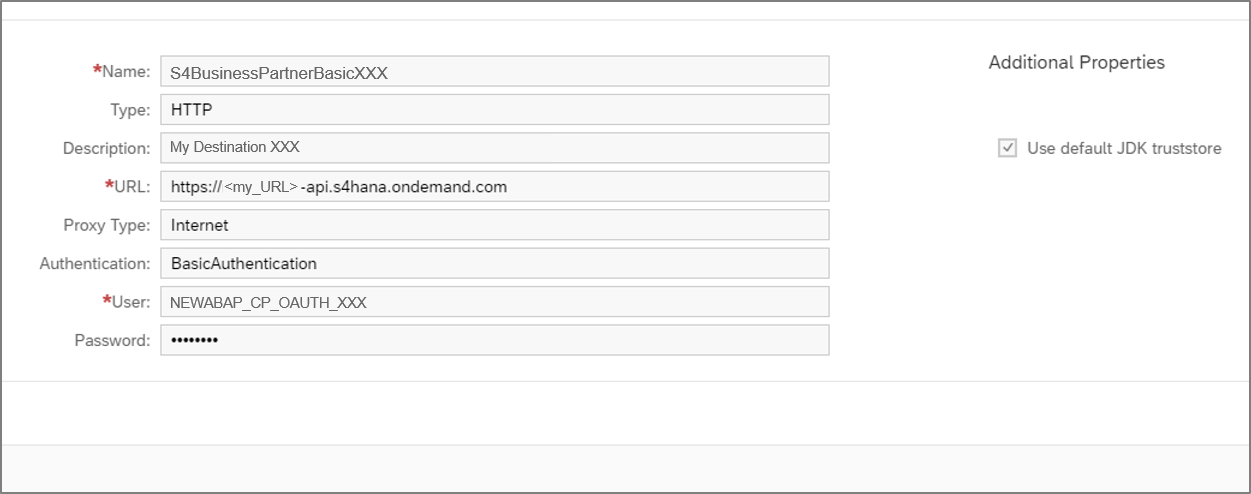 *Name: S4BusinessPartnerBasicXXX
Additional Properties
Type: HTTP
Description: My Destination XXX
Use default JDK truststore
*URL: https:// <my_URL> -api.s4hana.ondemand.com
Proxy Type: Internet
Authentication: BasicAuthentication
*User: NEWABAP_CP_OAUTH_XXX
Password: ••••••••